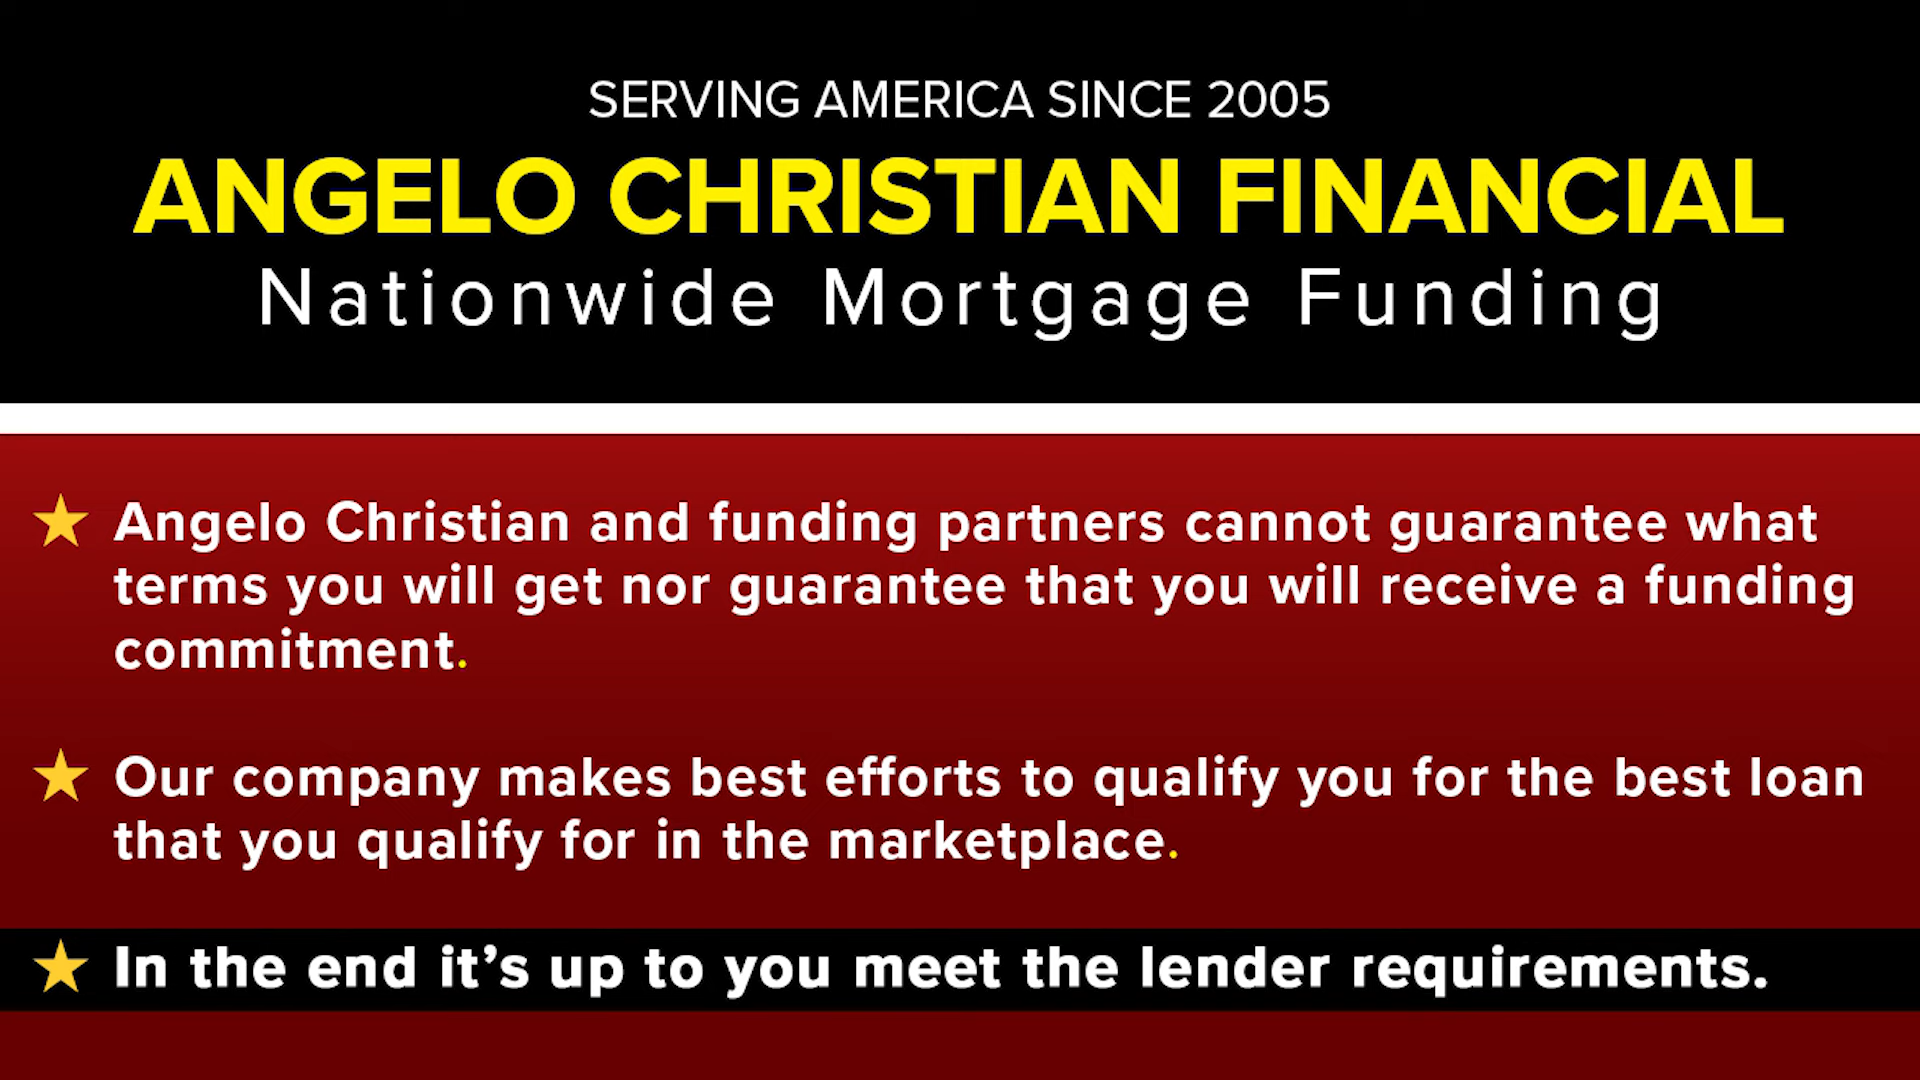 SERVING AMERICA SINCE 2005
ANGELO CHRISTIAN FINANCIAL
Nationwide Mortgage Funding
Angelo Christian and funding partners cannot guarantee what
terms you will get nor guarantee that you will receive a funding
commitment.
Our company makes best efforts to qualify you for the best loan
that you qualify for in the marketplace.
In the end it’s up to you meet the lender requirements.